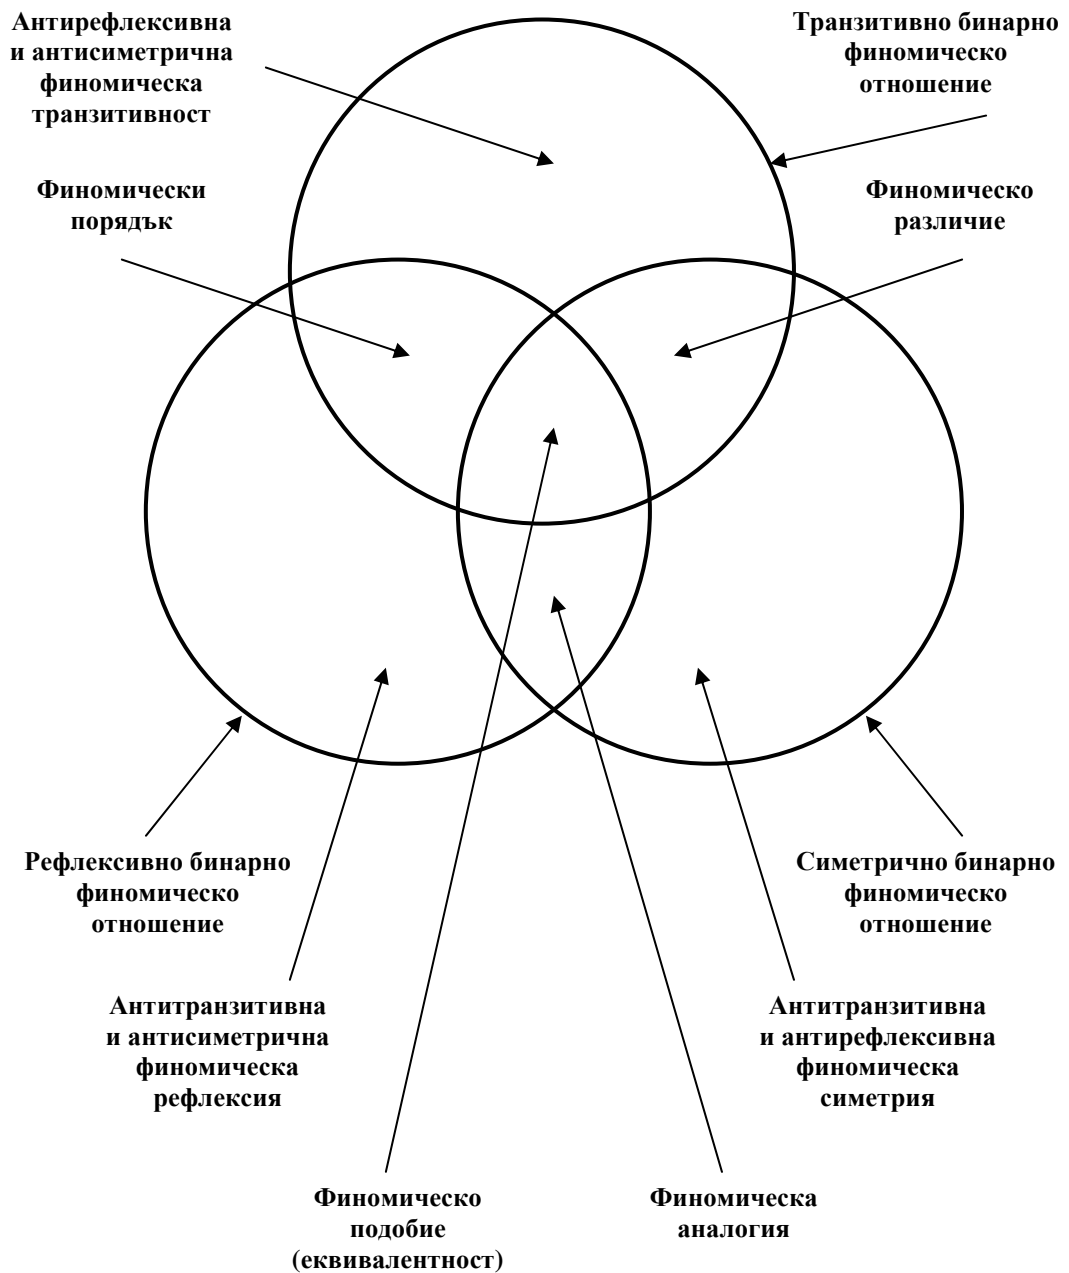 Антирефлексивна
и антисиметрична
финомическа
транзитивност
Транзитивно бинарно
финомическо
отношение
Финомически
порядък
Финомическо
различие
Рефлексивно бинарно
финомическо
отношение
Симетрично бинарно
финомическо
отношение
Антитранзитивна
и антисиметрична
финомическа
рефлексия
Антитранзитивна
и антирефлексивна
финомическа
симетрия
Финомическо
подобие
(еквивалентност)
Финомическа
аналогия